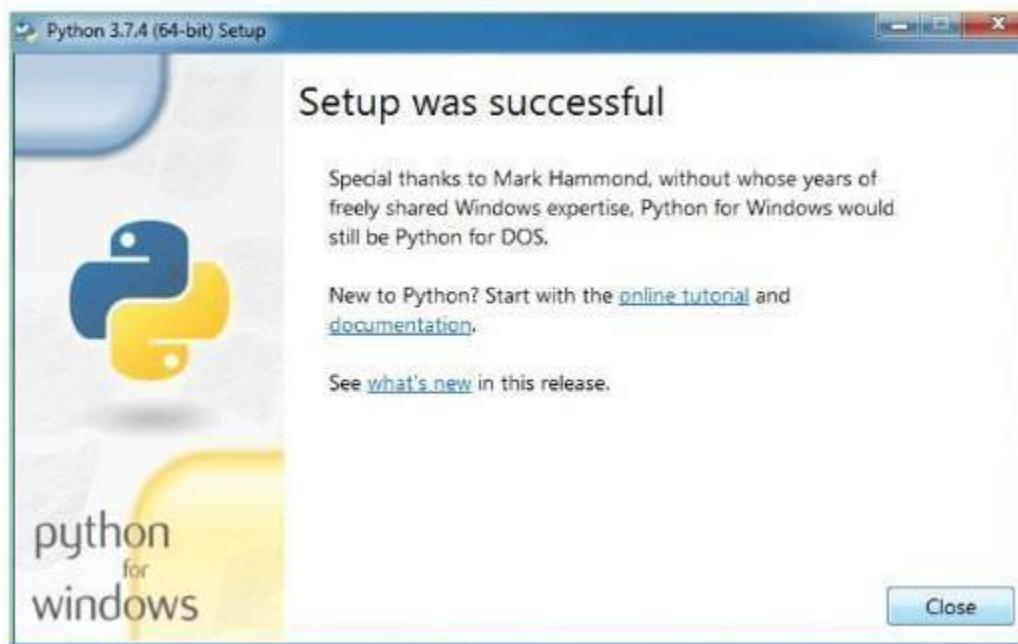 Python 3.7.4 (64-bit) Setup
Setup was successful
Special thanks to Mark Hammond, without whose years of
freely shared Windows expertise, Python for Windows would
still be Python for DOS.
New to Python? Start with the online tutorial and
documentation.
See what's new in this release.
python
for
windows
Close